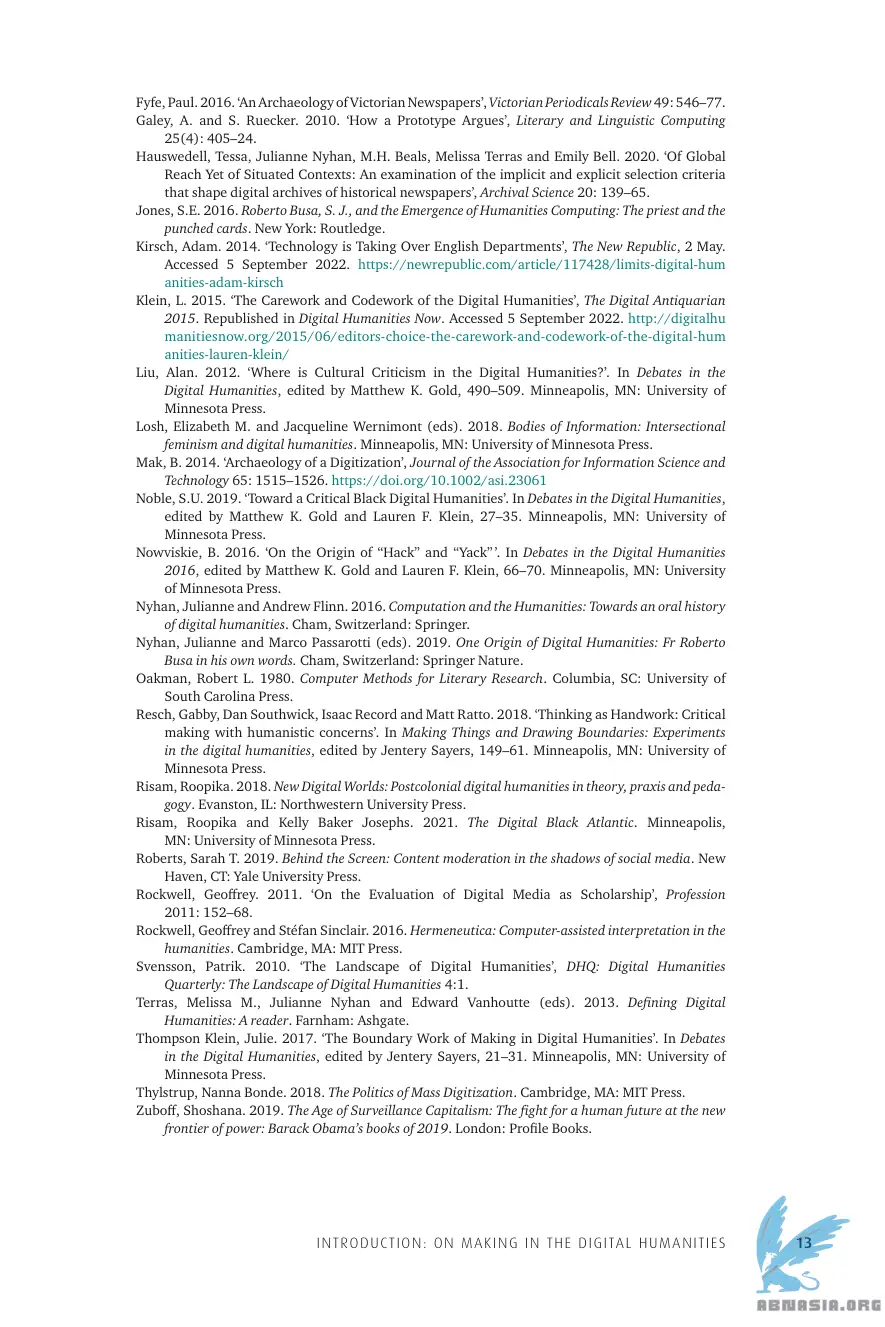 Fyfe, Paul. 2016. ‘An Archaeology of Victorian Newspapers’, Victorian Periodicals Review 49: 546–77.
Galey, A. and S. Ruecker. 2010. ‘How a Prototype Argues’, Literary and Linguistic Computing
25(4): 405–24.
Hauswedell, Tessa, Julianne Nyhan, M.H. Beals, Melissa Terras and Emily Bell. 2020. ‘Of Global
Reach Yet of Situated Contexts: An examination of the implicit and explicit selection criteria
that shape digital archives of historical newspapers’, Archival Science 20: 139–65.
Jones, S.E. 2016. Roberto Busa, S. J., and the Emergence of Humanities Computing: The priest and the
punched cards. New York: Routledge.
Kirsch, Adam. 2014. ‘Technology is Taking Over English Departments’, The New Republic, 2 May.
Accessed 5 September 2022. https://newrepublic.com/article/117428/limits-digital-hum
anities-adam-kirsch
Klein, L. 2015. ‘The Carework and Codework of the Digital Humanities’, The Digital Antiquarian
2015. Republished in Digital Humanities Now. Accessed 5 September 2022. http://digitalhu
manitiesnow.org/2015/06/editors-choice-the-carework-and-codework-of-the-digital-hum
anities-lauren-klein/
Liu, Alan. 2012. ‘Where is Cultural Criticism in the Digital Humanities?’. In Debates in the
Digital Humanities, edited by Matthew K. Gold, 490–509. Minneapolis, MN: University of
Minnesota Press.
Losh, Elizabeth M. and Jacqueline Wernimont (eds). 2018. Bodies of Information: Intersectional
feminism and digital humanities. Minneapolis, MN: University of Minnesota Press.
Mak, B. 2014. ‘Archaeology of a Digitization’, Journal of the Association for Information Science and
Technology 65: 1515–1526. https://doi.org/10.1002/asi.23061
Noble, S.U. 2019. ‘Toward a Critical Black Digital Humanities’. In Debates in the Digital Humanities,
edited by Matthew K. Gold and Lauren F. Klein, 27–35. Minneapolis, MN: University of
Minnesota Press.
Nowviskie, B. 2016. ‘On the Origin of “Hack” and “Yack”’. In Debates in the Digital Humanities
2016, edited by Matthew K. Gold and Lauren F. Klein, 66–70. Minneapolis, MN: University
of Minnesota Press.
Nyhan, Julianne and Andrew Flinn. 2016. Computation and the Humanities: Towards an oral history
of digital humanities. Cham, Switzerland: Springer.
Nyhan, Julianne and Marco Passarotti (eds). 2019. One Origin of Digital Humanities: Fr Roberto
Busa in his own words. Cham, Switzerland: Springer Nature.
Oakman, Robert L. 1980. Computer Methods for Literary Research. Columbia, SC: University of
South Carolina Press.
Resch, Gabby, Dan Southwick, Isaac Record and Matt Ratto. 2018. ‘Thinking as Handwork: Critical
making with humanistic concerns’. In Making Things and Drawing Boundaries: Experiments
in the digital humanities, edited by Jentery Sayers, 149–61. Minneapolis, MN: University of
Minnesota Press.
Risam, Roopika. 2018. New Digital Worlds: Postcolonial digital humanities in theory, praxis and peda-
gogy. Evanston, IL: Northwestern University Press.
Risam, Roopika and Kelly Baker Josephs. 2021. The Digital Black Atlantic. Minneapolis,
MN: University of Minnesota Press.
Roberts, Sarah T. 2019. Behind the Screen: Content moderation in the shadows of social media. New
Haven, CT: Yale University Press.
Rockwell, Geoffrey. 2011. ‘On the Evaluation of Digital Media as Scholarship’, Profession
2011: 152–68.
Rockwell, Geoffrey and Stéfan Sinclair. 2016. Hermeneutica: Computer-assisted interpretation in the
humanities. Cambridge, MA: MIT Press.
Svensson, Patrik. 2010. ‘The Landscape of Digital Humanities’, DHQ: Digital Humanities
Quarterly: The Landscape of Digital Humanities 4:1.
Terras, Melissa M., Julianne Nyhan and Edward Vanhoutte (eds). 2013. Defining Digital
Humanities: A reader. Farnham: Ashgate.
Thompson Klein, Julie. 2017. ‘The Boundary Work of Making in Digital Humanities’. In Debates
in the Digital Humanities, edited by Jentery Sayers, 21–31. Minneapolis, MN: University of
Minnesota Press.
Thylstrup, Nanna Bonde. 2018. The Politics of Mass Digitization. Cambridge, MA: MIT Press.
Zuboff, Shoshana. 2019. The Age of Surveillance Capitalism: The fight for a human future at the new
frontier of power: Barack Obama’s books of 2019. London: Profile Books.
INTRODUCTION: ON MAKING IN THE DIGITAL HUMANITIES 13
ABNASIA.ORG